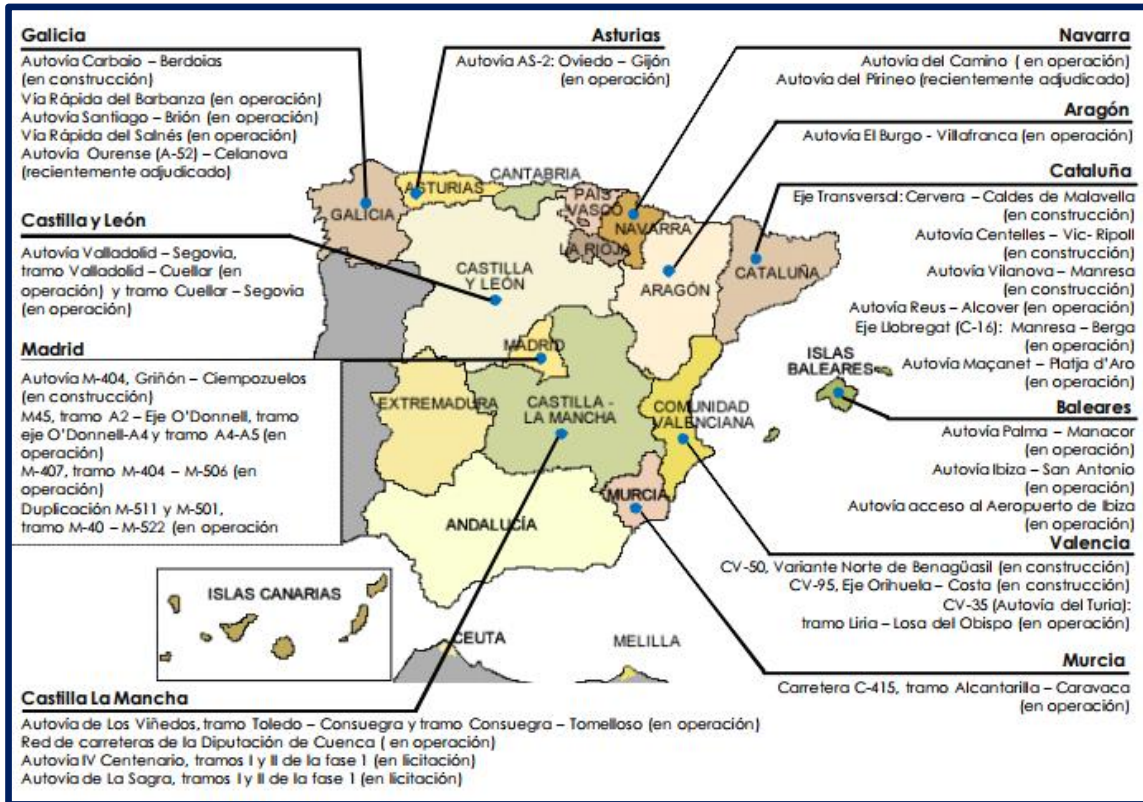 Galicia
Autovía Carbaio – Berdoias
(en construcción)
Vía Rápida del Barbanza (en operación)
Autovía Santiago – Brión (en operación)
Vía Rápida del Salnés (en operación)
Autovía Ourense (A-52) – Celanova
(recientemente adjudicado)
Asturias
Autovía AS-2: Oviedo – Gijón
(en operación)
Navarra
Autovía del Camino ( en operación)
Autovía del Pirineo (recientemente adjudicado)
Aragón
Autovía El Burgo - Villafranca (en operación)
Cataluña
Eje Transversal: Cervera – Caldes de Malavella
(en construcción)
Autovía Centelles – Vic- Ripoll
(en construcción)
Autovía Vilanova – Manresa
(en construcción)
Autovía Reus – Alcover (en operación)
Eje Llobregat (C-16): Manresa – Berga
(en operación)
Autovía Maçanet – Platja d'Aro
(en operación)
Castilla y León
Autovía Valladolid – Segovia,
tramo Valladolid – Cuellar (en
operación) y tramo Cuellar – Segovia
(en operación)
Madrid
Autovía M-404, Griñón – Ciempozuelos
(en construcción)
M45, tramo A2 – Eje O'Donnell, tramo
eje O'Donnell-A4 y tramo A4-A5 (en
operación)
M-407, tramo M-404 – M-506 (en
operación)
Duplicación M-511 y M-501,
tramo M-40 – M-522 (en operación
CANTABRIA
ASTURIAS
GALICIA
PAIS
VASCO
NAVARRA
LA RIOJA
CASTILLA
Y LEÓN
ARAGÓN
CATALUÑA
MADRID
EXTREMADURA
CASTILLA -
LA MANCHA
COMUNIDAD
VALENCIANA
ISLAS
BALEARES
MURCIA
ANDALUCÍA
ISLAS CANARIAS
CEUTA
MELILLA
Baleares
Autovía Palma – Manacor
(en operación)
Autovía Ibiza – San Antonio
(en operación)
Autovía acceso al Aeropuerto de Ibiza
(en operación)
Valencia
CV-50, Variante Norte de Benagüasil (en construcción)
CV-95, Eje Orihuela – Costa (en construcción)
CV-35 (Autovía del Turia):
tramo Liria – Losa del Obispo (en operación)
Murcia
Carretera C-415, tramo Alcantarilla – Caravaca
(en operación)
Castilla La Mancha
Autovía de Los Viñedos, tramo Toledo – Consuegra y tramo Consuegra – Tomelloso (en operación)
Red de carreteras de la Diputación de Cuenca ( en operación)
Autovía IV Centenario, tramos I y II de la fase 1 (en licitación)
Autovía de La Sagra, tramos I y II de la fase 1 (en licitación)